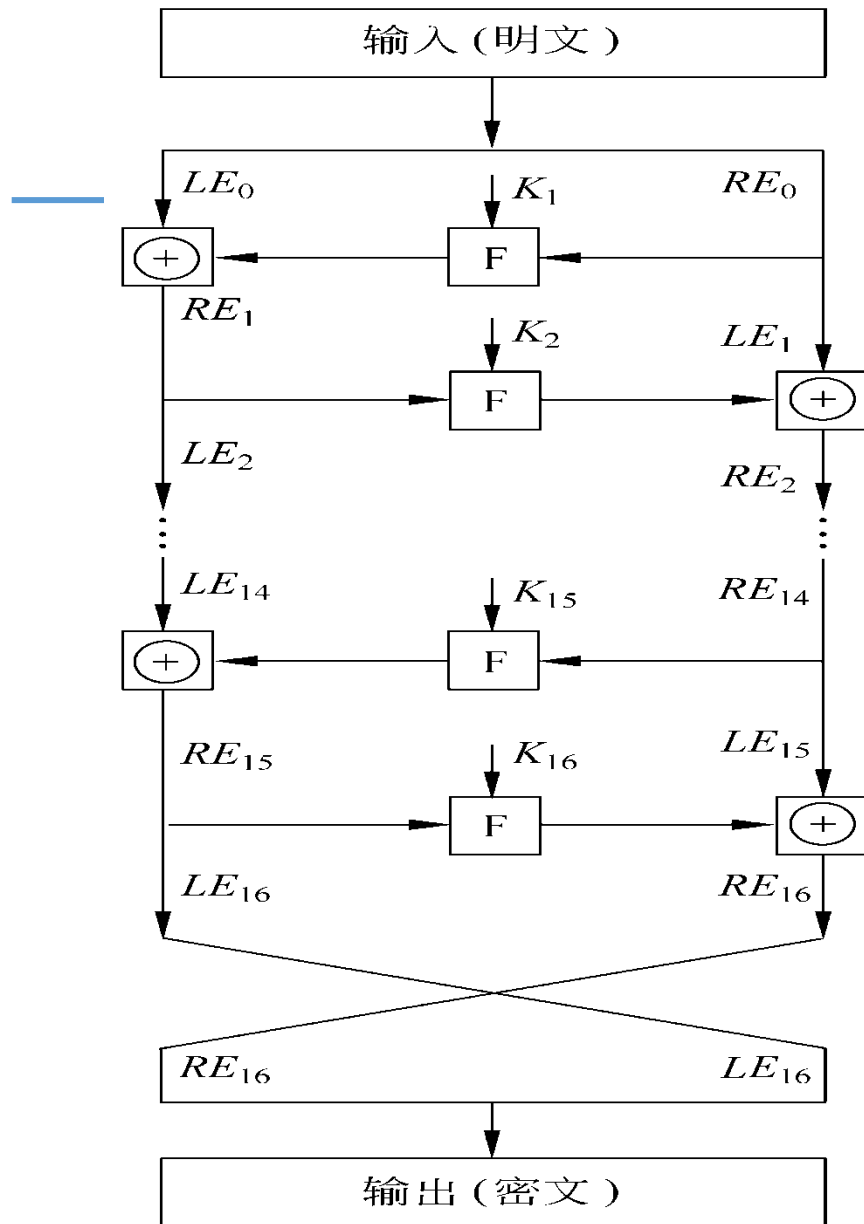 输入(明文)
LE₀ K₁ RE₀
F
RE₁
K₂ LE₁
F
LE₂ RE₂
⋮ ⋮
LE₁₄ K₁₅ RE₁₄
F
RE₁₅ K₁₆ LE₁₅
F
LE₁₆ RE₁₆
RE₁₆ LE₁₆
输出(密文)